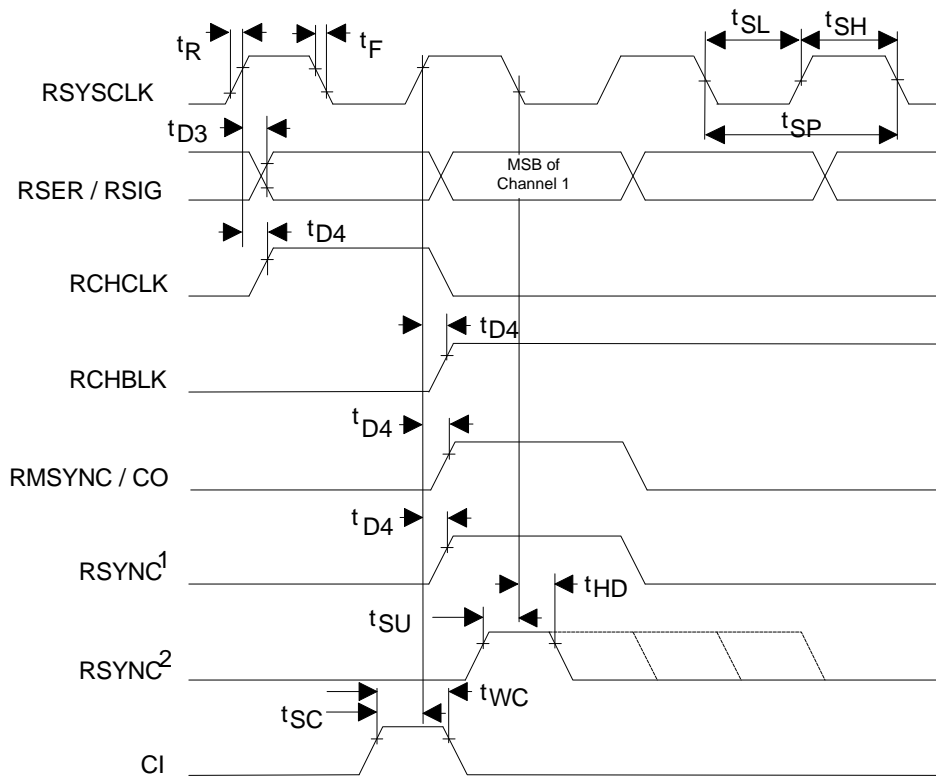 tR tF tSL tSH
RSYSCLK
tD3 tSP
RSER / RSIG
MSB of
Channel 1
tD4
RCHCLK
tD4
RCHBLK
tD4
RMSYNC / CO
tD4
RSYNC1
tHD
tSU
RSYNC2
tWC
tSC
CI